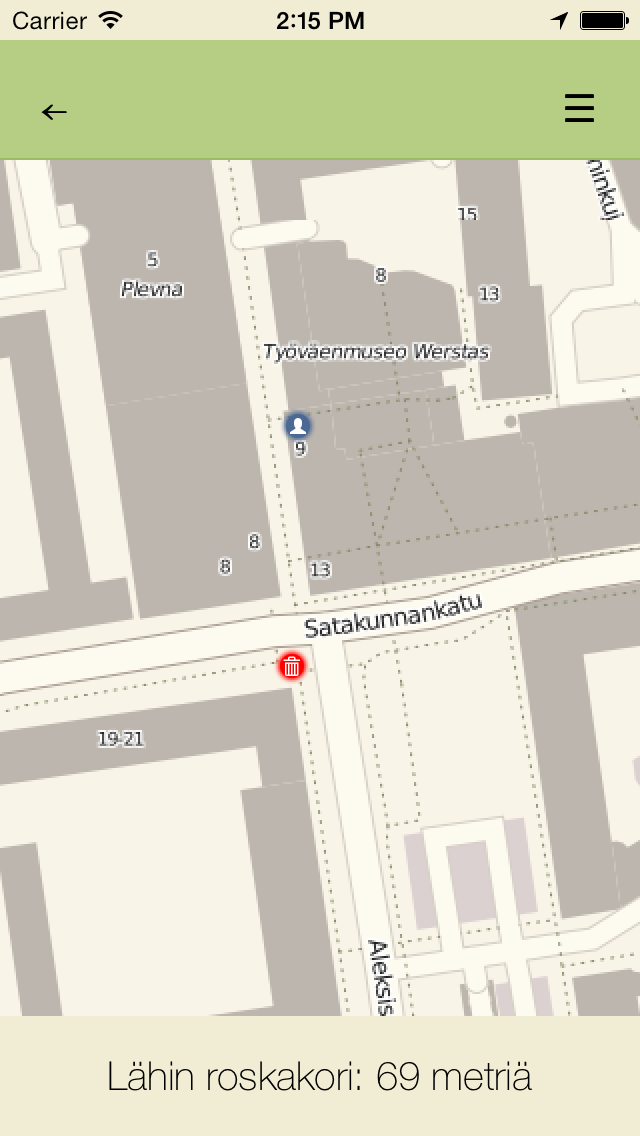 Carrier 2:15 PM
ninkuj
15
5
Plevna
8
13
Työväenmuseo Werstas
9
8
8
13
Satakunnankatu
19-21
Aleksis
Lähin roskakori: 69 metriä